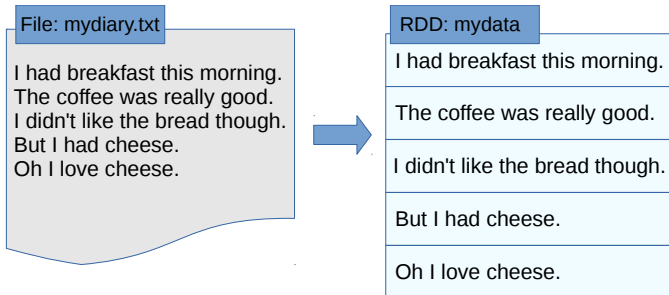 File: mydiary.txt
I had breakfast this morning.
The coffee was really good.
I didn't like the bread though.
But I had cheese.
Oh I love cheese.
RDD: mydata
I had breakfast this morning.
The coffee was really good.
I didn't like the bread though.
But I had cheese.
Oh I love cheese.